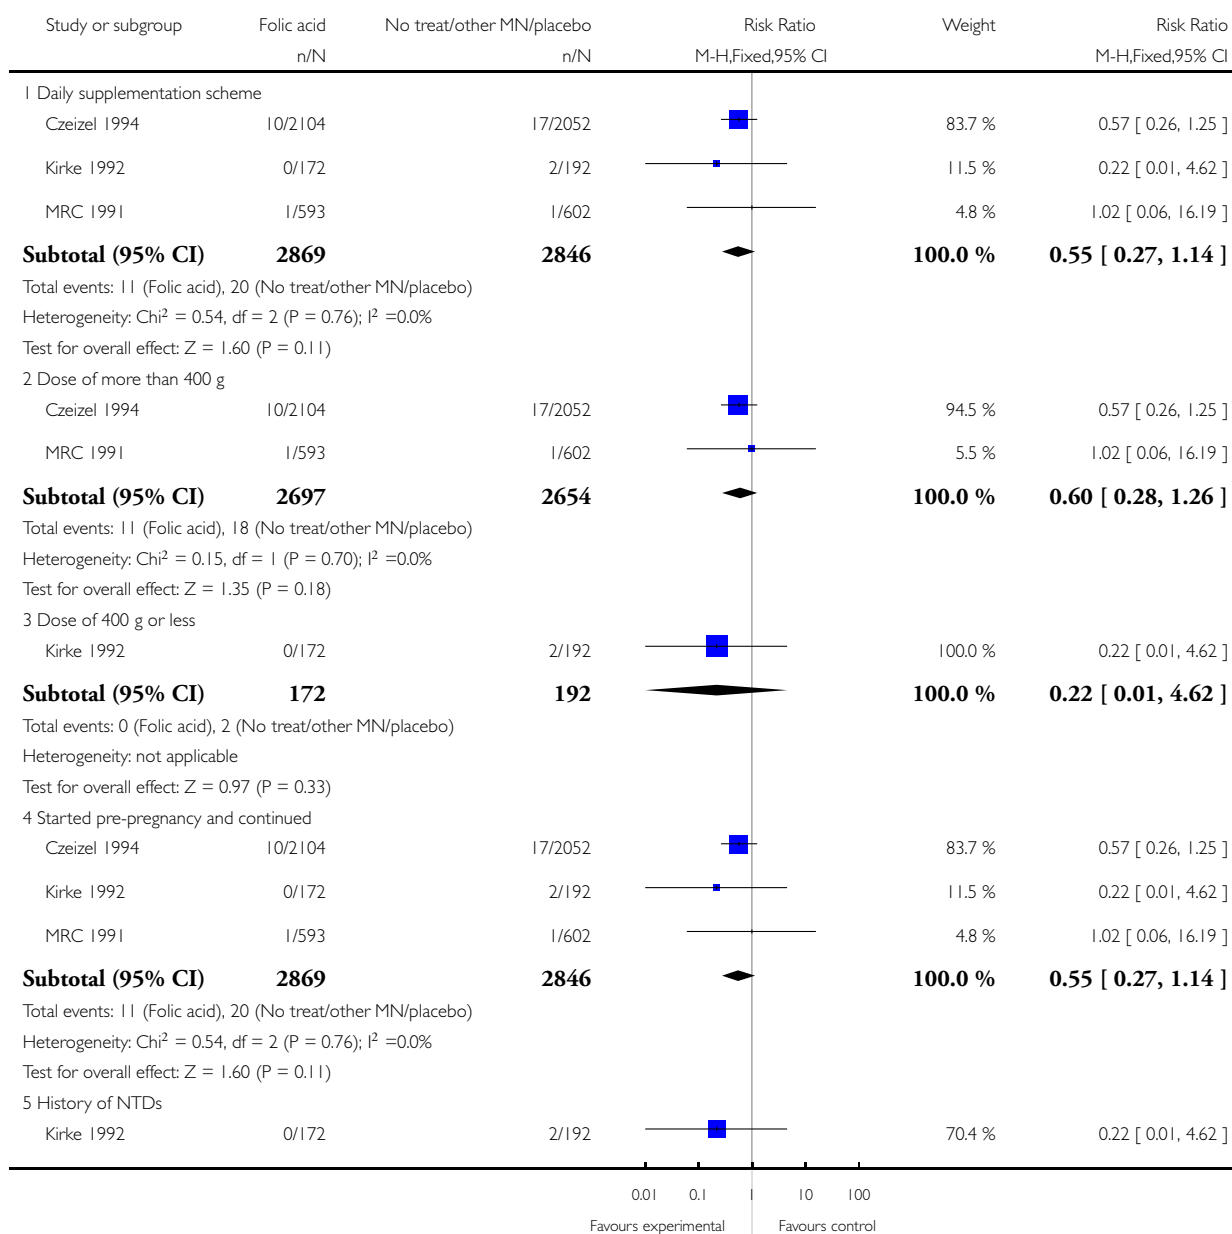 Study or subgroup Folic acid No treat/other MN/placebo Risk Ratio Weight Risk Ratio
n/N n/N M-H,Fixed,95% CI M-H,Fixed,95% CI
1 Daily supplementation scheme
Czeizel 1994 10/2104 17/2052 83.7 % 0.57 [ 0.26, 1.25 ]
Kirke 1992 0/172 2/192 11.5 % 0.22 [ 0.01, 4.62 ]
MRC 1991 1/593 1/602 4.8 % 1.02 [ 0.06, 16.19 ]
Subtotal (95% CI) 2869 2846 100.0 % 0.55 [ 0.27, 1.14 ]
Total events: 11 (Folic acid), 20 (No treat/other MN/placebo)
Heterogeneity: Chi² = 0.54, df = 2 (P = 0.76); I² =0.0%
Test for overall effect: Z = 1.60 (P = 0.11)
2 Dose of more than 400 g
Czeizel 1994 10/2104 17/2052 94.5 % 0.57 [ 0.26, 1.25 ]
MRC 1991 1/593 1/602 5.5 % 1.02 [ 0.06, 16.19 ]
Subtotal (95% CI) 2697 2654 100.0 % 0.60 [ 0.28, 1.26 ]
Total events: 11 (Folic acid), 18 (No treat/other MN/placebo)
Heterogeneity: Chi² = 0.15, df = 1 (P = 0.70); I² =0.0%
Test for overall effect: Z = 1.35 (P = 0.18)
3 Dose of 400 g or less
Kirke 1992 0/172 2/192 100.0 % 0.22 [ 0.01, 4.62 ]
Subtotal (95% CI) 172 192 100.0 % 0.22 [ 0.01, 4.62 ]
Total events: 0 (Folic acid), 2 (No treat/other MN/placebo)
Heterogeneity: not applicable
Test for overall effect: Z = 0.97 (P = 0.33)
4 Started pre-pregnancy and continued
Czeizel 1994 10/2104 17/2052 83.7 % 0.57 [ 0.26, 1.25 ]
Kirke 1992 0/172 2/192 11.5 % 0.22 [ 0.01, 4.62 ]
MRC 1991 1/593 1/602 4.8 % 1.02 [ 0.06, 16.19 ]
Subtotal (95% CI) 2869 2846 100.0 % 0.55 [ 0.27, 1.14 ]
Total events: 11 (Folic acid), 20 (No treat/other MN/placebo)
Heterogeneity: Chi² = 0.54, df = 2 (P = 0.76); I² =0.0%
Test for overall effect: Z = 1.60 (P = 0.11)
5 History of NTDs
Kirke 1992 0/172 2/192 70.4 % 0.22 [ 0.01, 4.62 ]
0.01 0.1 1 10 100
Favours experimental Favours control